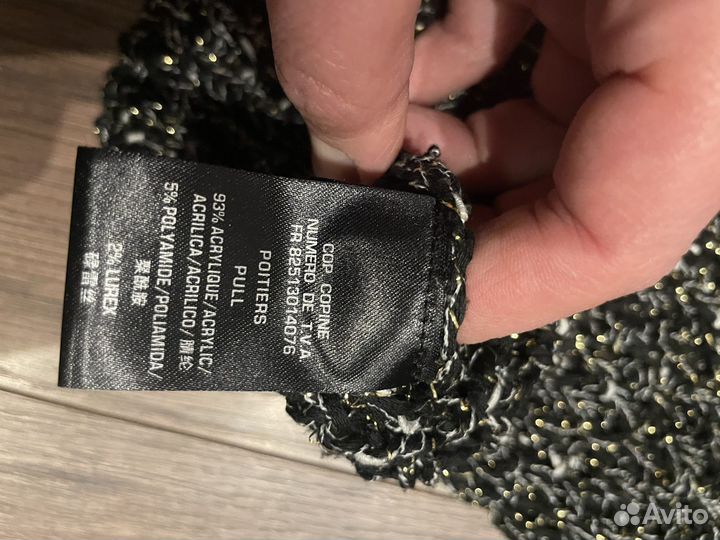 COP. COPINE
NUMERO DE T.V.A
FR 82513014076
POITIERS
PULL
93% ACRYLIQUE/ACRYLIC/
ACRILICA/ACRILICO/ 腈纶
5% POLYAMIDE/POLIAMIDA/
聚酰胺
2% LUREX
Avito